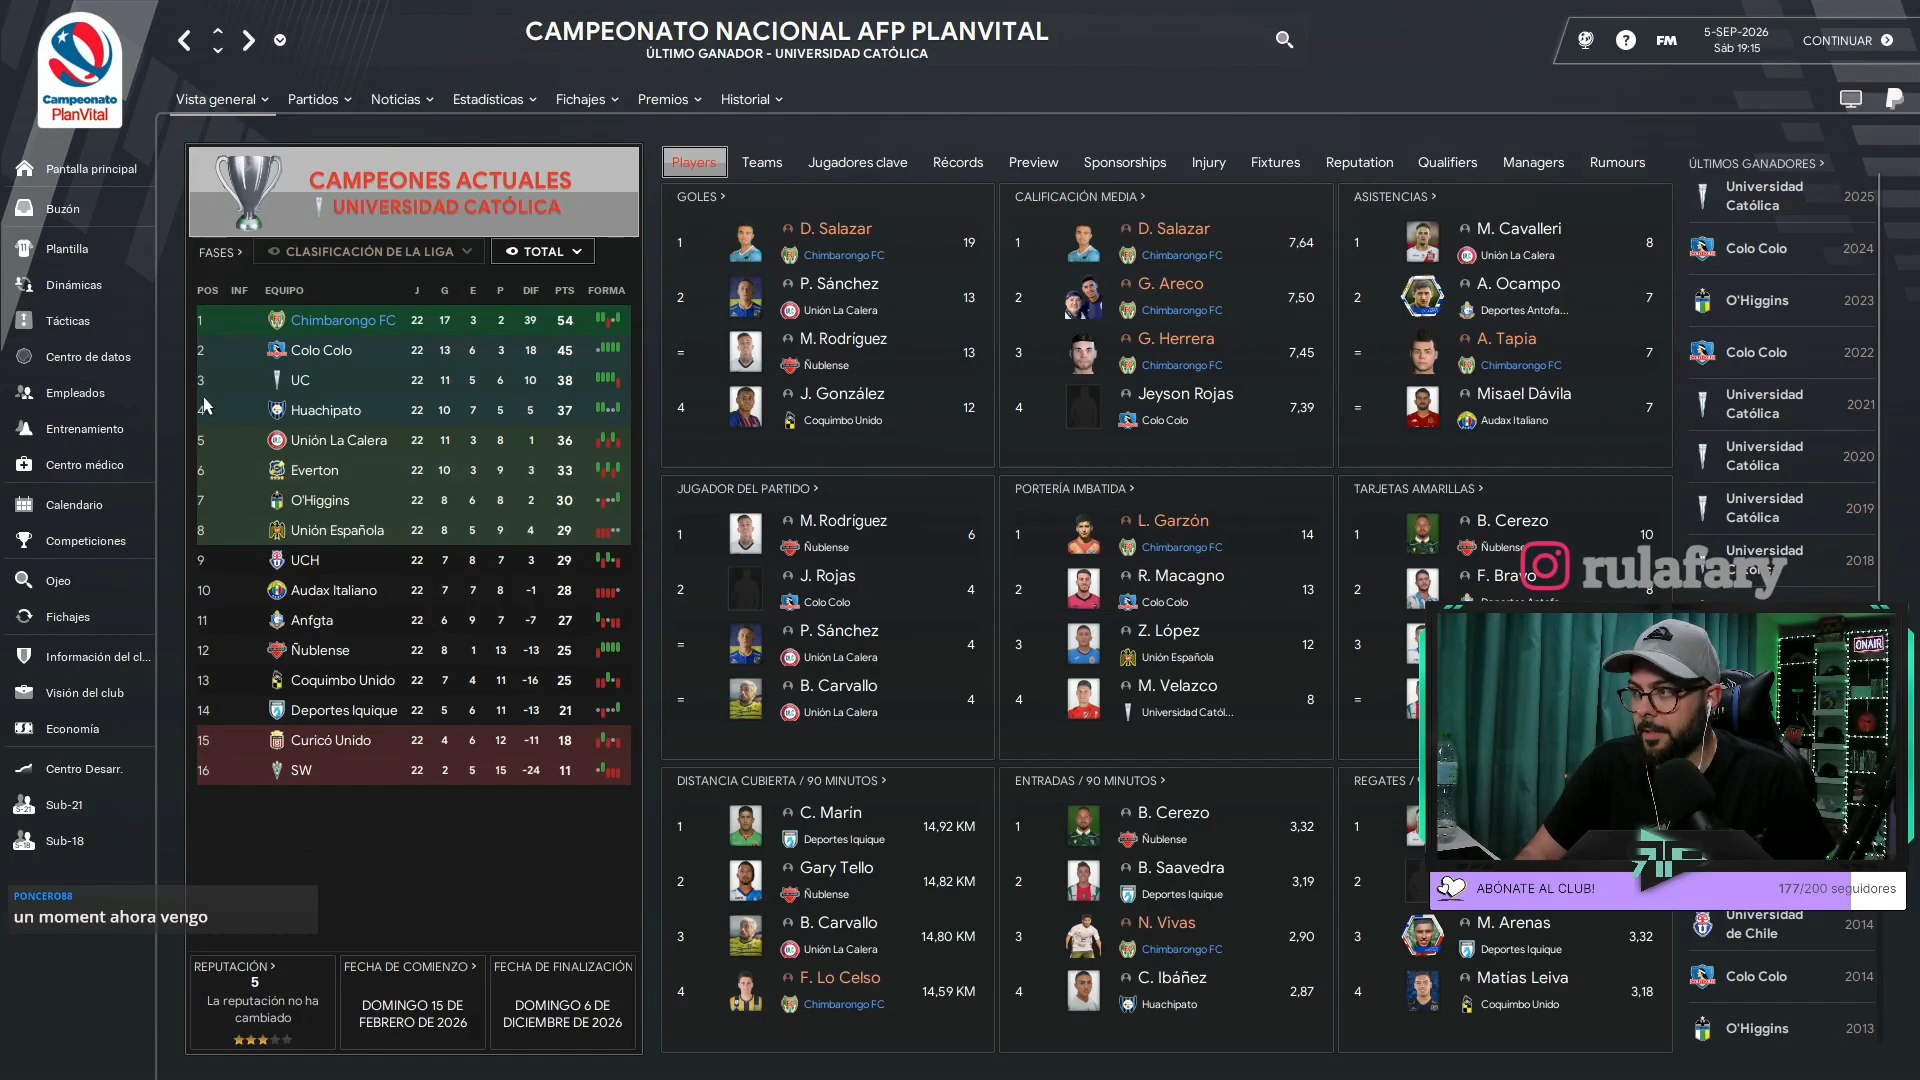 CAMPEONATO NACIONAL AFP PLANVITAL
ÚLTIMO GANADOR - UNIVERSIDAD CATÓLICA
FM
5-SEP-2026
Sáb 19:15
CONTINUAR
Campeonato
PlanVital
Vista general
Partidos
Noticias
Estadísticas
Fichajes
Premios
Historial
Pantalla principal
Buzón
Plantilla
Dinámicas
Tácticas
Centro de datos
Empleados
Entrenamiento
Centro médico
Calendario
Competiciones
Ojeo
Fichajes
Información del cl...
Visión del club
Economía
Centro Desarr.
Sub-21
Sub-18
PONCERO88
un moment ahora vengo
CAMPEONES ACTUALES
UNIVERSIDAD CATÓLICA
FASES >
CLASIFICACIÓN DE LA LIGA
TOTAL
POS INF EQUIPO J G E P DIF PTS FORMA
1 Chimbarongo FC 22 17 3 2 39 54
2 Colo Colo 22 13 6 3 18 45
3 UC 22 11 5 6 10 38
4 Huachipato 22 10 7 5 5 37
5 Unión La Calera 22 11 3 8 1 36
6 Everton 22 10 3 9 3 33
7 O'Higgins 22 8 6 8 2 30
8 Unión Española 22 8 5 9 4 29
9 UCH 22 7 8 7 3 29
10 Audax Italiano 22 7 7 8 -1 28
11 Anfgta 22 6 9 7 -7 27
12 Ñublense 22 8 1 13 -13 25
13 Coquimbo Unido 22 7 4 11 -16 25
14 Deportes Iquique 22 5 6 11 -13 21
15 Curicó Unido 22 4 6 12 -11 18
16 SW 22 2 5 15 -24 11
REPUTACIÓN >
5
La reputación no ha
cambiado
FECHA DE COMIENZO >
DOMINGO 15 DE
FEBRERO DE 2026
FECHA DE FINALIZACIÓN
DOMINGO 6 DE
DICIEMBRE DE 2026
Players
Teams
Jugadores clave
Récords
Preview
Sponsorships
Injury
Fixtures
Reputation
Qualifiers
Managers
Rumours
GOLES >
1 D. Salazar 19
Chimbarongo FC
2 P. Sánchez 13
Unión La Calera
= M. Rodríguez 13
Ñublense
4 J. González 12
Coquimbo Unido
CALIFICACIÓN MEDIA >
1 D. Salazar 7,64
Chimbarongo FC
2 G. Areco 7,50
Chimbarongo FC
3 G. Herrera 7,45
Chimbarongo FC
4 Jeyson Rojas 7,39
Colo Colo
ASISTENCIAS >
1 M. Cavalleri 8
Unión La Calera
2 A. Ocampo 7
Deportes Antofa...
= A. Tapia 7
Chimbarongo FC
= Misael Dávila 7
Audax Italiano
JUGADOR DEL PARTIDO >
1 M. Rodríguez 6
Ñublense
2 J. Rojas 4
Colo Colo
= P. Sánchez 4
Unión La Calera
= B. Carvallo 4
Unión La Calera
PORTERÍA IMBATIDA >
1 L. Garzón 14
Chimbarongo FC
2 R. Macagno 13
Colo Colo
3 Z. López 12
Unión Española
4 M. Velazco 8
Universidad Catól...
TARJETAS AMARILLAS >
1 B. Cerezo 10
Ñublense
2 F. Bravo 8
3
=
DISTANCIA CUBIERTA / 90 MINUTOS >
1 C. Marín 14,92 KM
Deportes Iquique
2 Gary Tello 14,82 KM
Ñublense
3 B. Carvallo 14,80 KM
Unión La Calera
4 F. Lo Celso 14,59 KM
Chimbarongo FC
ENTRADAS / 90 MINUTOS >
1 B. Cerezo 3,32
Ñublense
2 B. Saavedra 3,19
Deportes Iquique
3 N. Vivas 2,90
Chimbarongo FC
4 C. Ibáñez 2,87
Huachipato
REGATES /
1
2
3 M. Arenas 3,32
Deportes Iquique
4 Matías Leiva 3,18
Coquimbo Unido
ÚLTIMOS GANADORES >
Universidad
Católica 2025
Colo Colo 2024
O'Higgins 2023
Colo Colo 2022
Universidad
Católica 2021
Universidad
Católica 2020
Universidad
Católica 2019
Universidad
2018
rulafary
ON AIR
ABÓNATE AL CLUB!
177/200 seguidores
Universidad
de Chile 2014
Colo Colo 2014
O'Higgins 2013